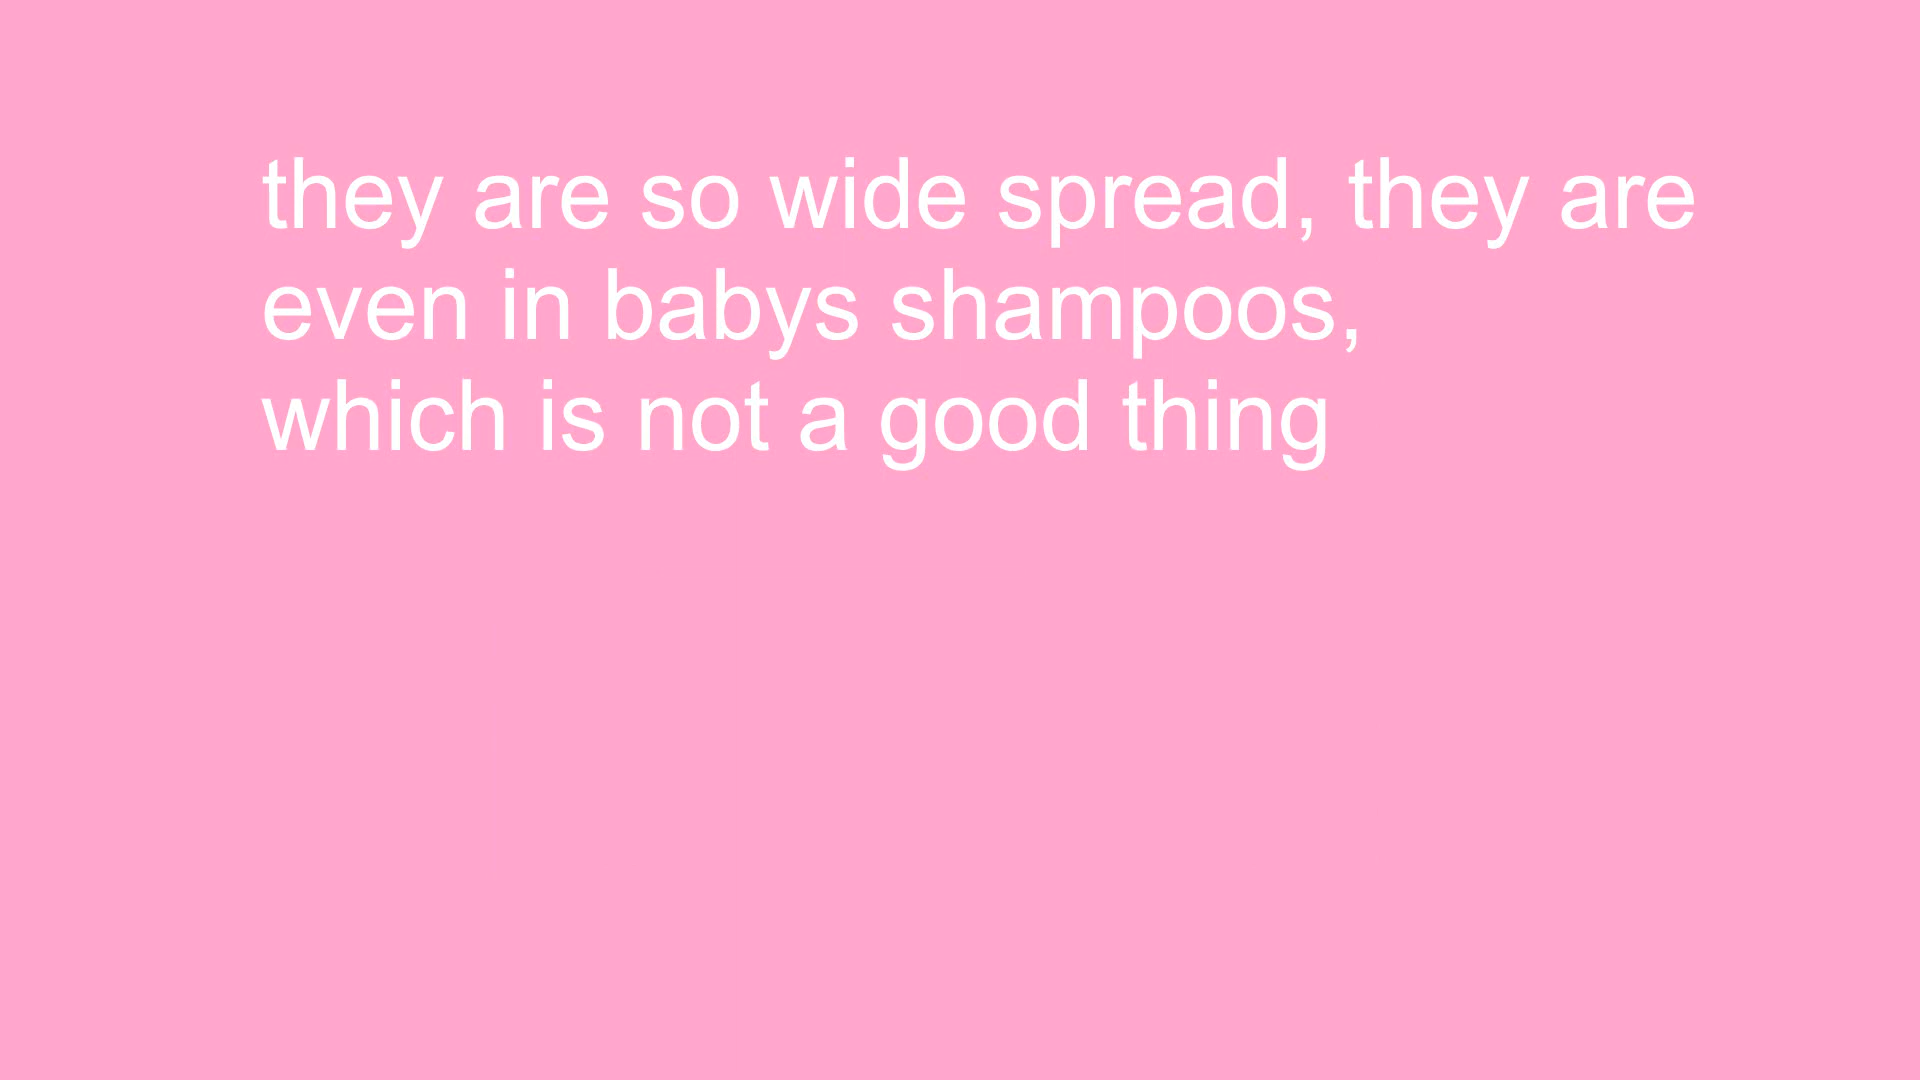 they are so wide spread, they are
even in babys shampoos,
which is not a good thing